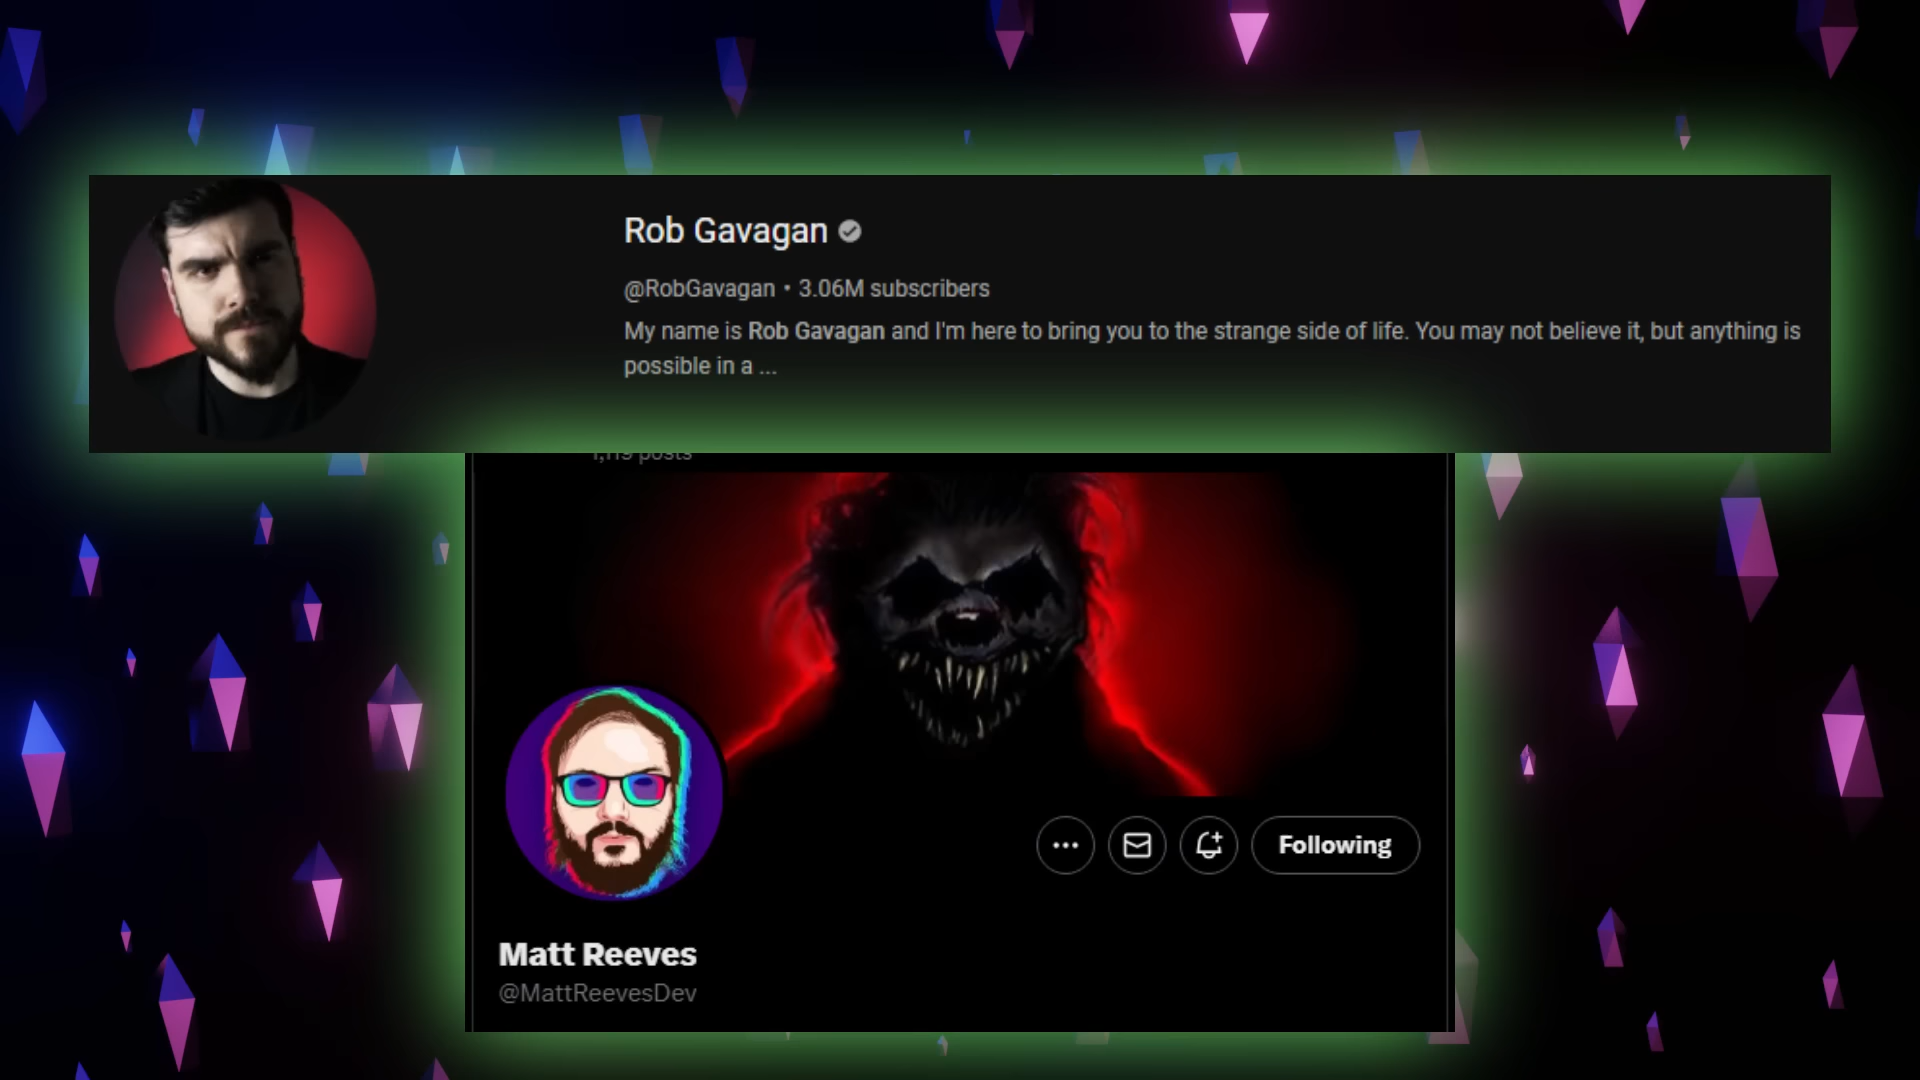 Rob Gavagan
@RobGavagan • 3.06M subscribers
My name is Rob Gavagan and I'm here to bring you to the strange side of life. You may not believe it, but anything is
possible in a ...
posts
Following
Matt Reeves
@MattReevesDev